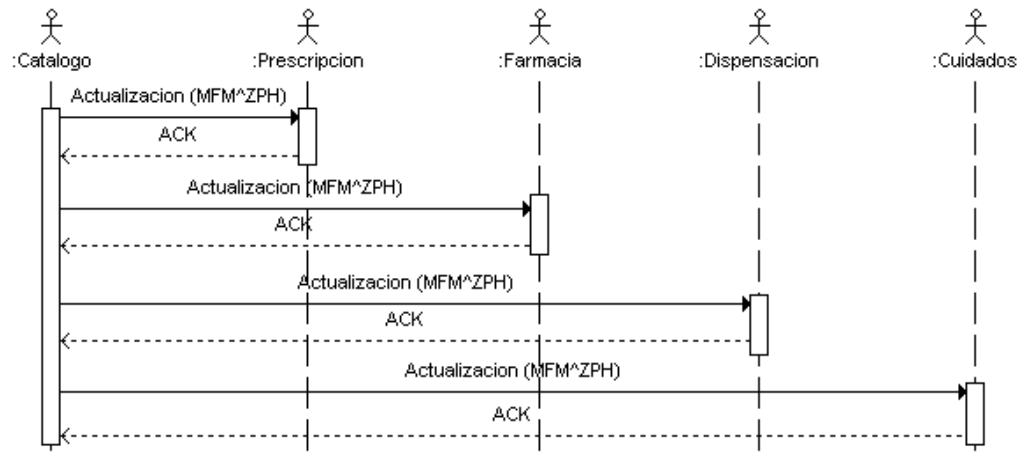 :Catalogo :Prescripcion :Farmacia :Dispensacion :Cuidados
Actualizacion (MFM^ZPH)
ACK
Actualizacion (MFM^ZPH)
ACK
Actualizacion (MFM^ZPH)
ACK
Actualizacion (MFM^ZPH)
ACK